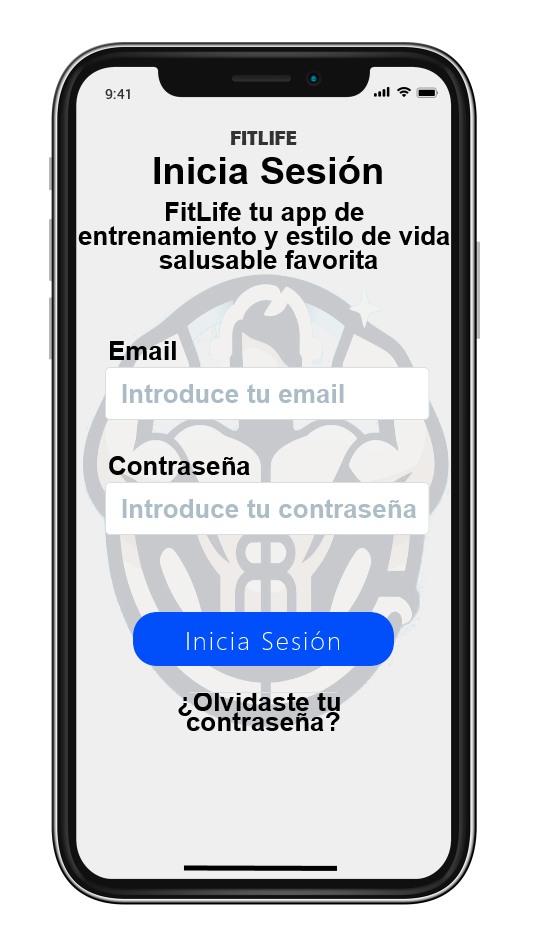 9:41
FITLIFE
Inicia Sesión
FitLife tu app de
entrenamiento y estilo de vida
salusable favorita
Email
Introduce tu email
Contraseña
Introduce tu contraseña
Inicia Sesión
¿Olvidaste tu
contraseña?